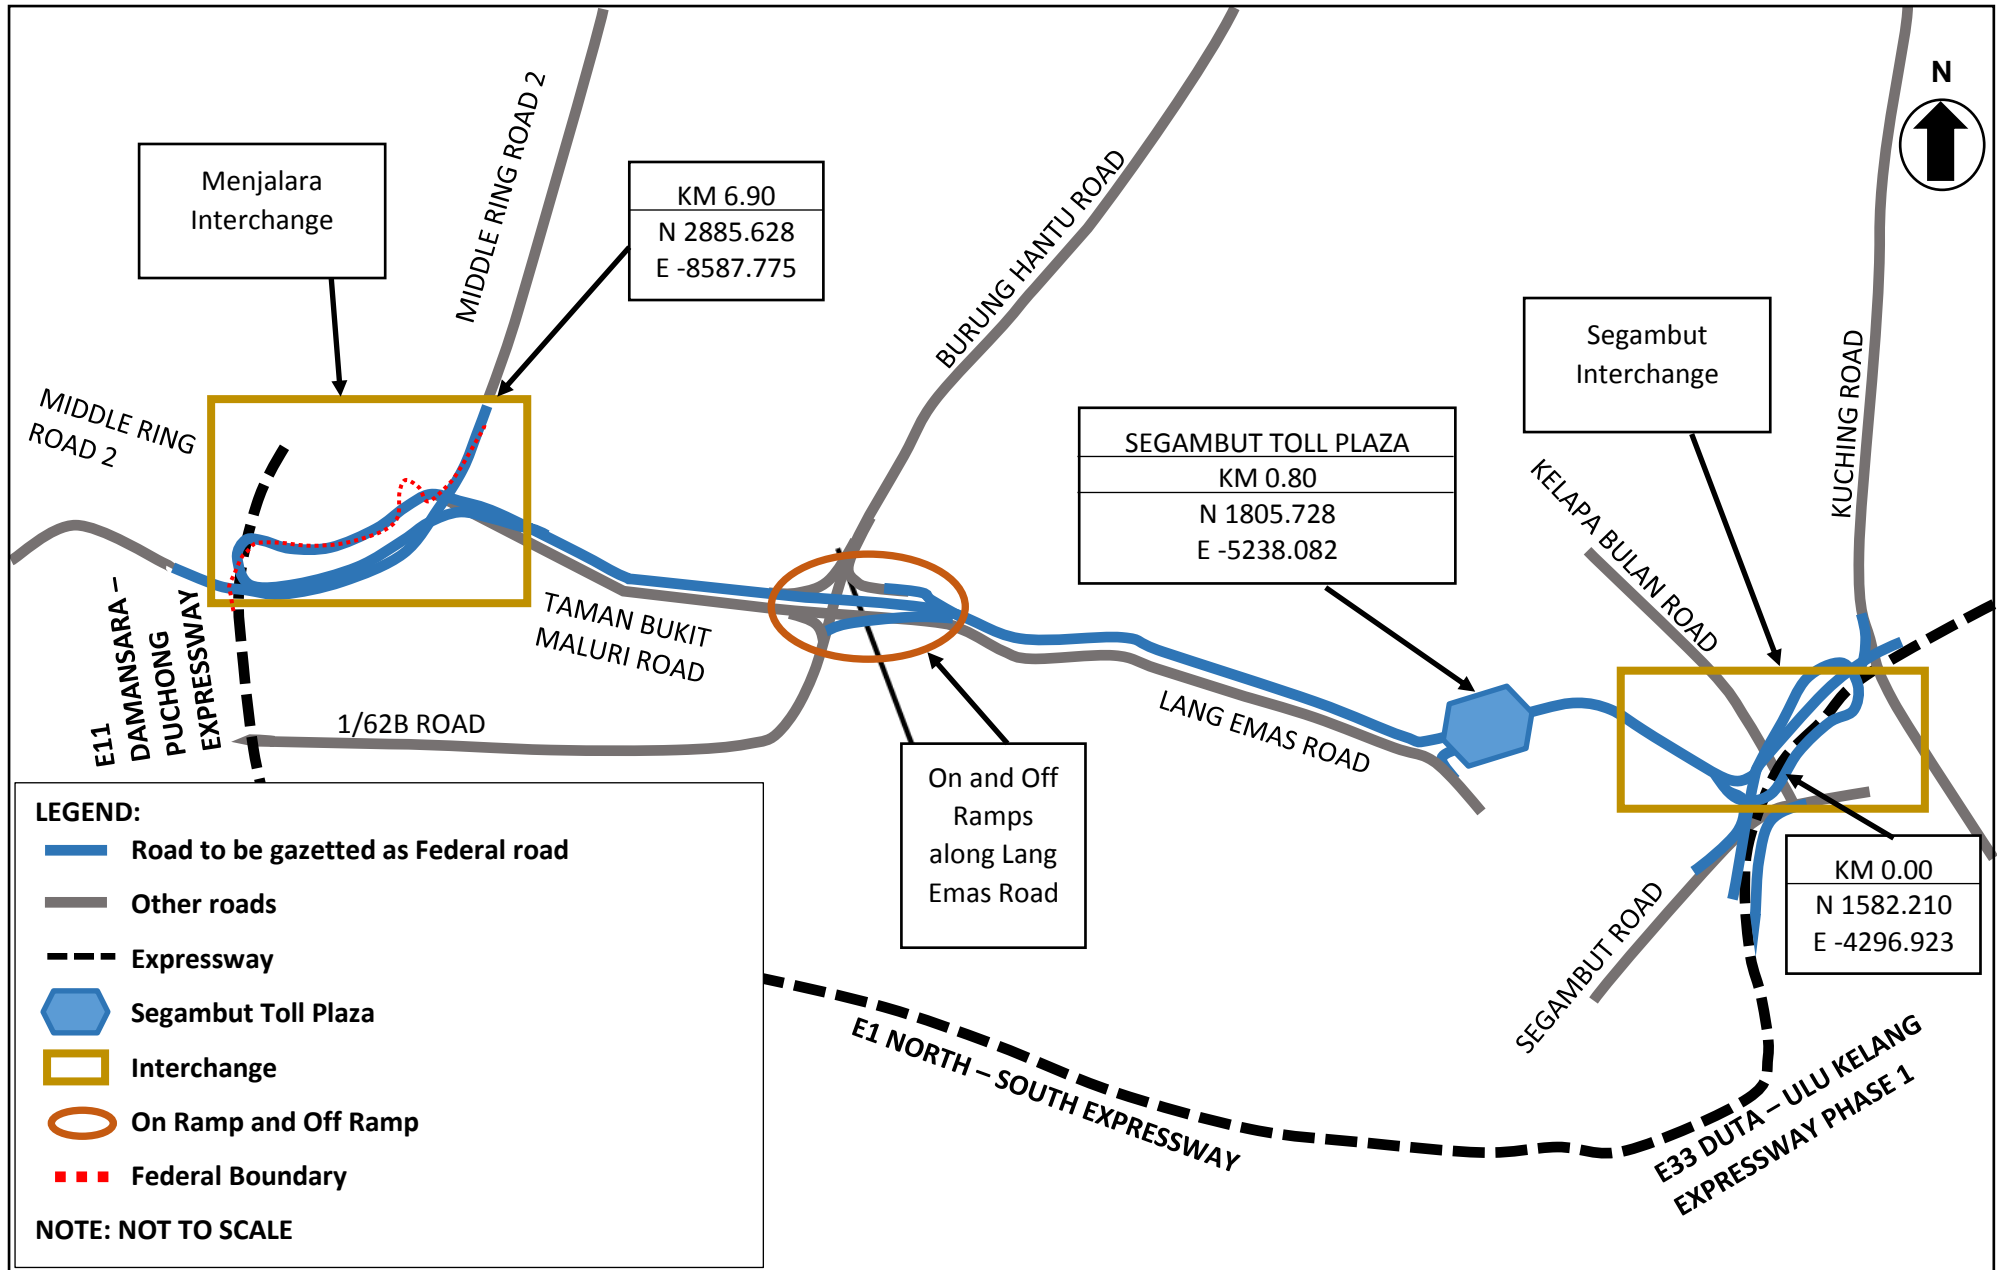 N
MIDDLE RING ROAD 2
Menjalara
Interchange
KM 6.90
N 2885.628
E -8587.775
BURUNG HANTU ROAD
Segambut
Interchange
KUCHING ROAD
MIDDLE RING
ROAD 2
SEGAMBUT TOLL PLAZA
KM 0.80
N 1805.728
E -5238.082
KELAPA BULAN ROAD
E11
DAMANSARA –
PUCHONG
EXPRESSWAY
TAMAN BUKIT
MALURI ROAD
LANG EMAS ROAD
1/62B ROAD
On and Off
Ramps
along Lang
Emas Road
KM 0.00
N 1582.210
E -4296.923
SEGAMBUT ROAD
E1 NORTH – SOUTH EXPRESSWAY
E33 DUTA – ULU KELANG
EXPRESSWAY PHASE 1
LEGEND:
Road to be gazetted as Federal road
Other roads
Expressway
Segambut Toll Plaza
Interchange
On Ramp and Off Ramp
Federal Boundary
NOTE: NOT TO SCALE